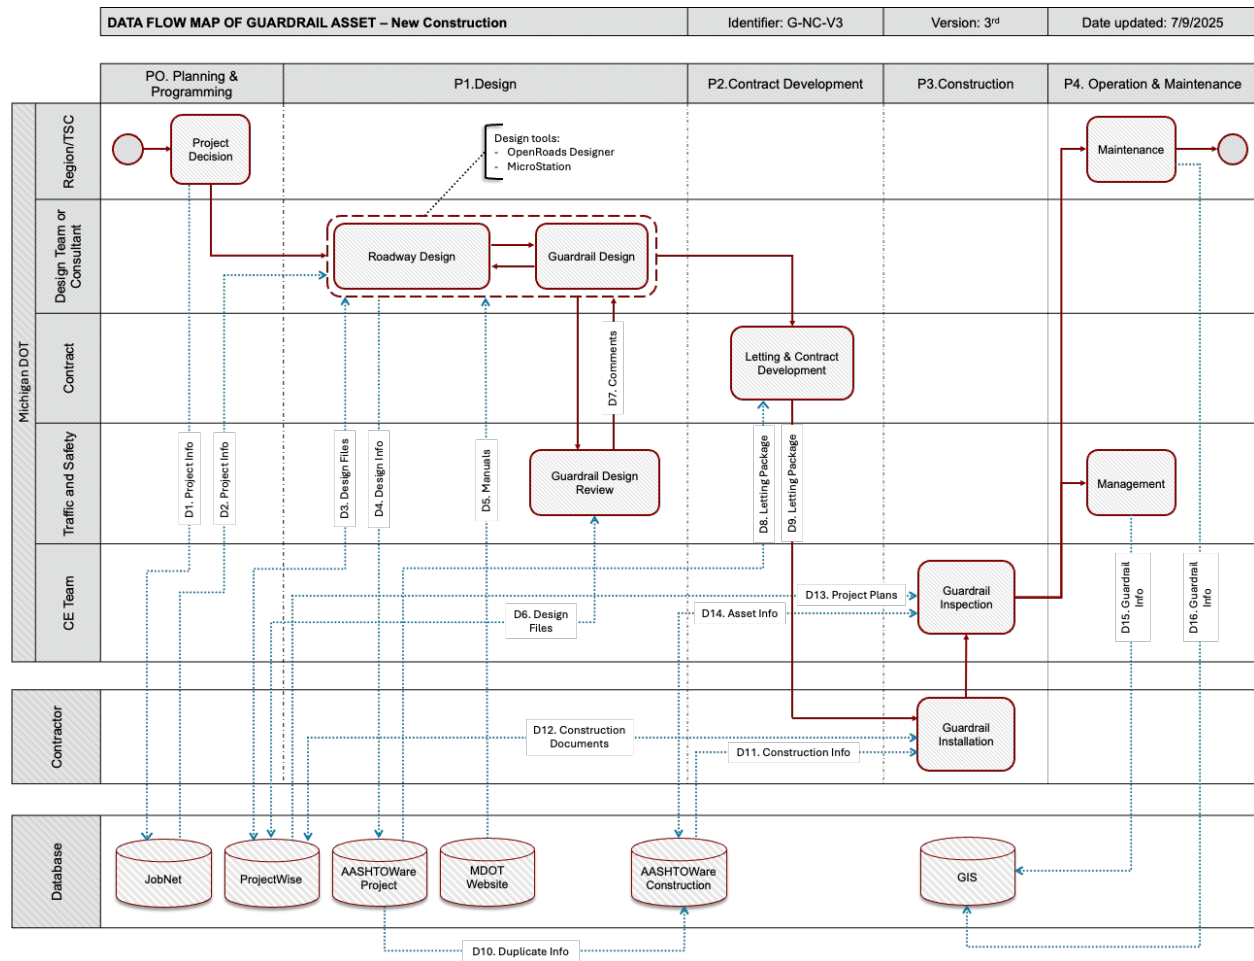 DATA FLOW MAP OF GUARDRAIL ASSET – New Construction
Identifier: G-NC-V3
Version: 3rd
Date updated: 7/9/2025
PO. Planning &
Programming
P1.Design
P2.Contract Development
P3.Construction
P4. Operation & Maintenance
Michigan DOT
Region/TSC
Project
Decision
Design tools:
- OpenRoads Designer
- MicroStation
Maintenance
Design Team or
Consultant
Roadway Design
Guardrail Design
Contract
Letting & Contract
Development
D7. Comments
Traffic and Safety
D1. Project Info
D2. Project Info
D3. Design Files
D4. Design Info
D5. Manuals
Guardrail Design
Review
D8. Letting Package
D9. Letting Package
Management
CE Team
D6. Design
Files
D13. Project Plans
D14. Asset Info
Guardrail
Inspection
D15. Guardrail
Info
D16. Guardrail
Info
Contractor
D12. Construction
Documents
D11. Construction Info
Guardrail
Installation
Database
JobNet
ProjectWise
AASHTOWare
Project
MDOT
Website
AASHTOWare
Construction
GIS
D10. Duplicate Info